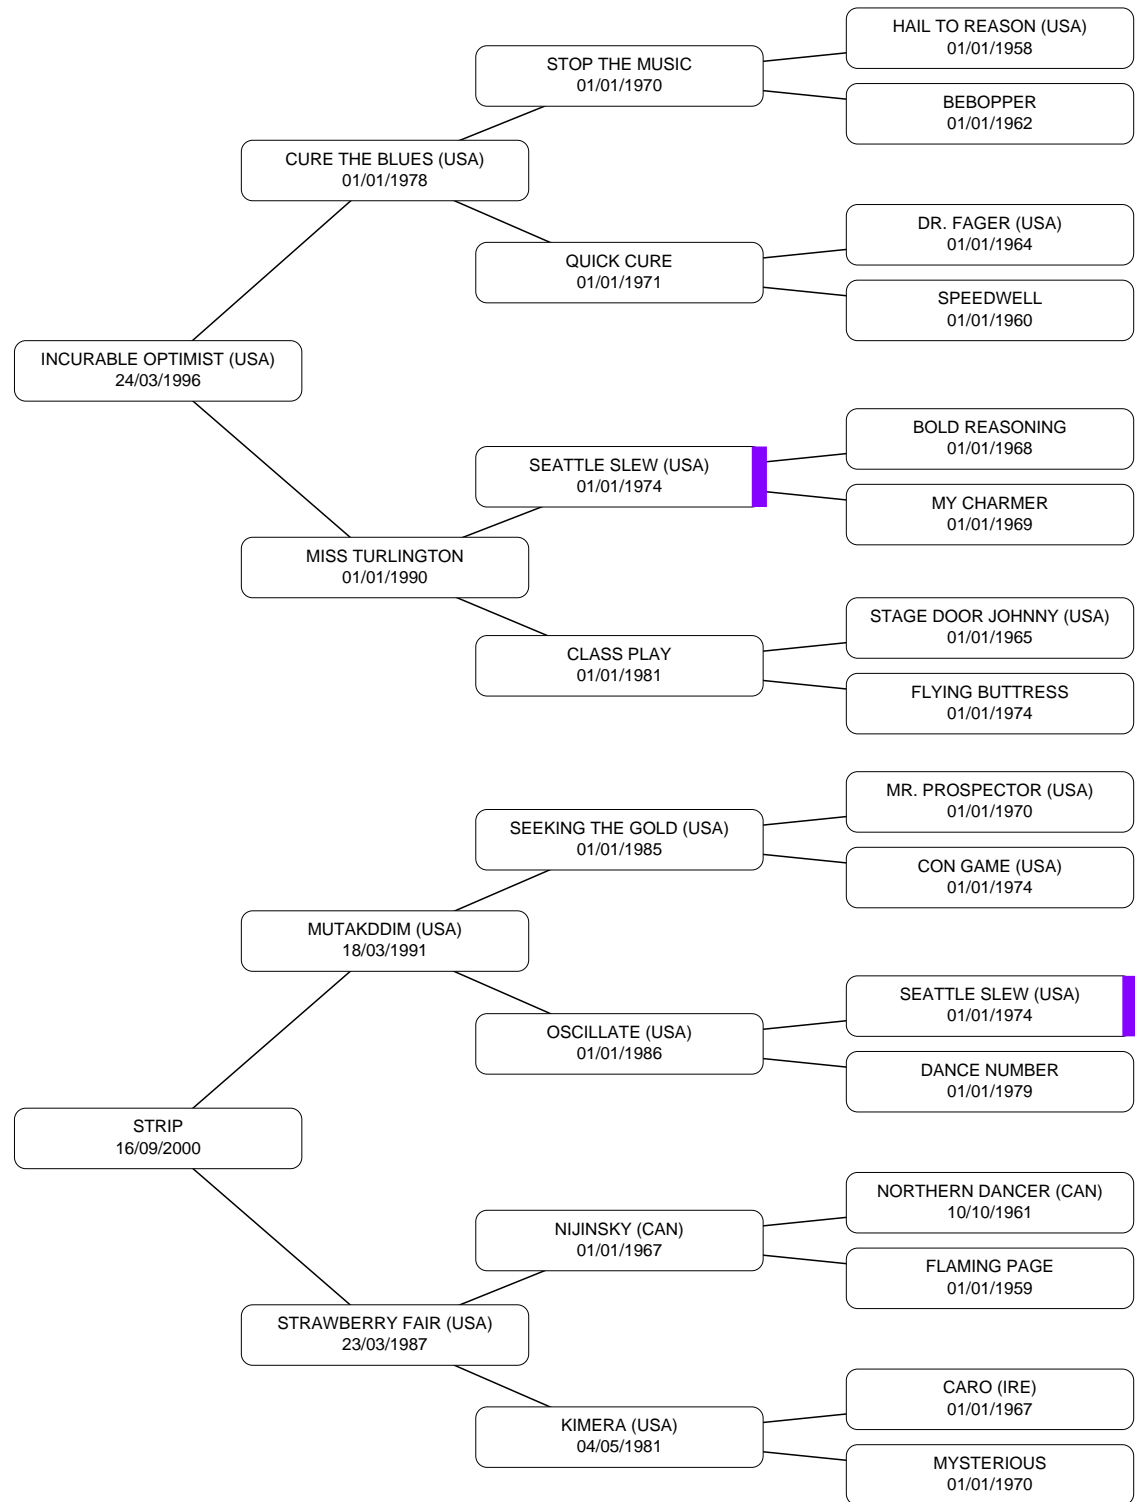 HAIL TO REASON (USA)
01/01/1958
STOP THE MUSIC
01/01/1970
BEBOPPER
01/01/1962
CURE THE BLUES (USA)
01/01/1978
DR. FAGER (USA)
01/01/1964
QUICK CURE
01/01/1971
SPEEDWELL
01/01/1960
INCURABLE OPTIMIST (USA)
24/03/1996
BOLD REASONING
01/01/1968
SEATTLE SLEW (USA)
01/01/1974
MY CHARMER
01/01/1969
MISS TURLINGTON
01/01/1990
STAGE DOOR JOHNNY (USA)
01/01/1965
CLASS PLAY
01/01/1981
FLYING BUTTRESS
01/01/1974
MR. PROSPECTOR (USA)
01/01/1970
SEEKING THE GOLD (USA)
01/01/1985
CON GAME (USA)
01/01/1974
MUTAKDDIM (USA)
18/03/1991
SEATTLE SLEW (USA)
01/01/1974
OSCILLATE (USA)
01/01/1986
DANCE NUMBER
01/01/1979
STRIP
16/09/2000
NORTHERN DANCER (CAN)
10/10/1961
NIJINSKY (CAN)
01/01/1967
FLAMING PAGE
01/01/1959
STRAWBERRY FAIR (USA)
23/03/1987
CARO (IRE)
01/01/1967
KIMERA (USA)
04/05/1981
MYSTERIOUS
01/01/1970